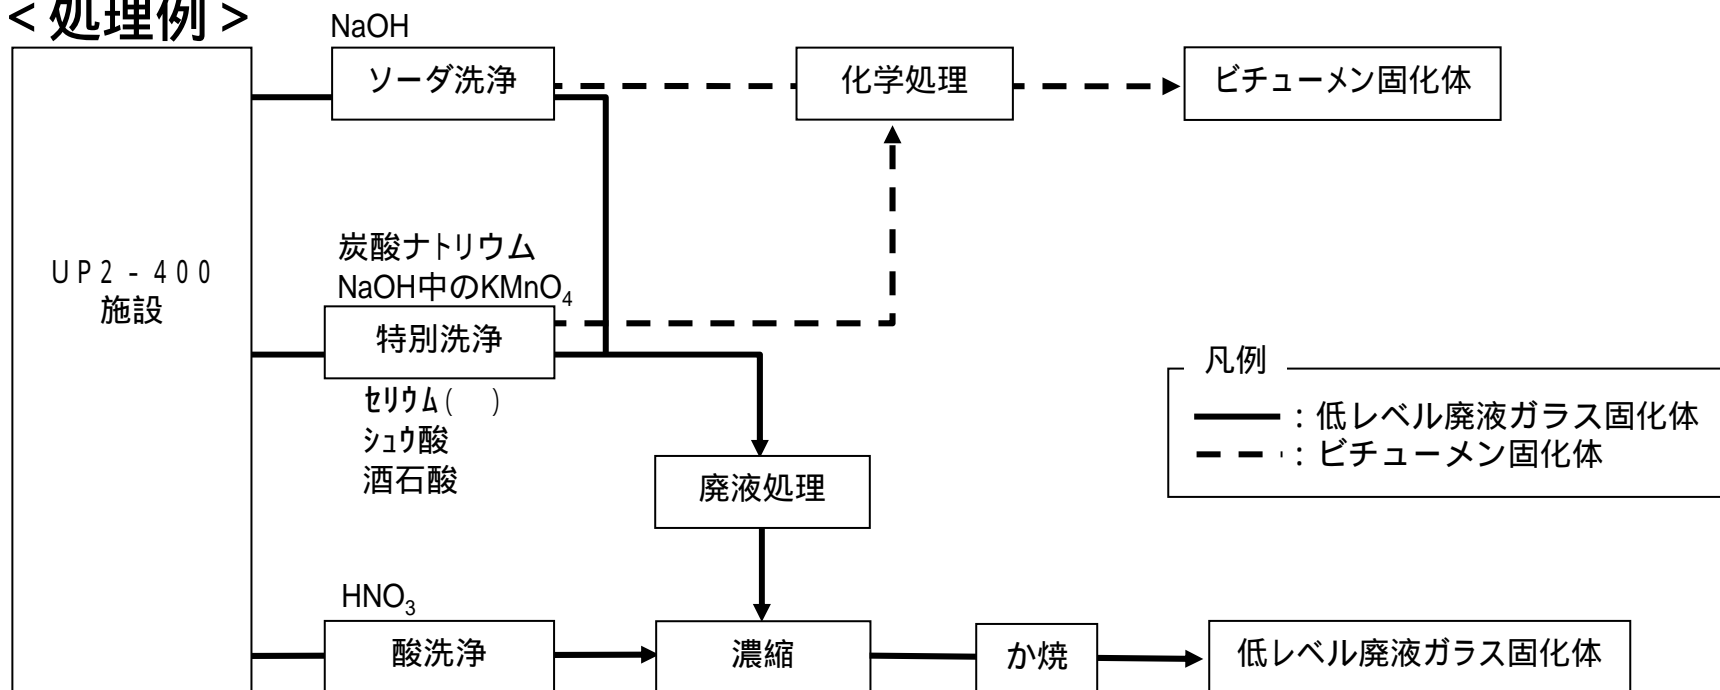 ＜処理例＞
NaOH
ソーダ洗浄
化学処理
ビチューメン固化体
炭酸ナトリウム
NaOH中のKMnO₄
UP2-400
施設
特別洗浄
セリウム(　)
シュウ酸
酒石酸
凡例
：低レベル廃液ガラス固化体
：ビチューメン固化体
廃液処理
HNO₃
酸洗浄
濃縮
か焼
低レベル廃液ガラス固化体